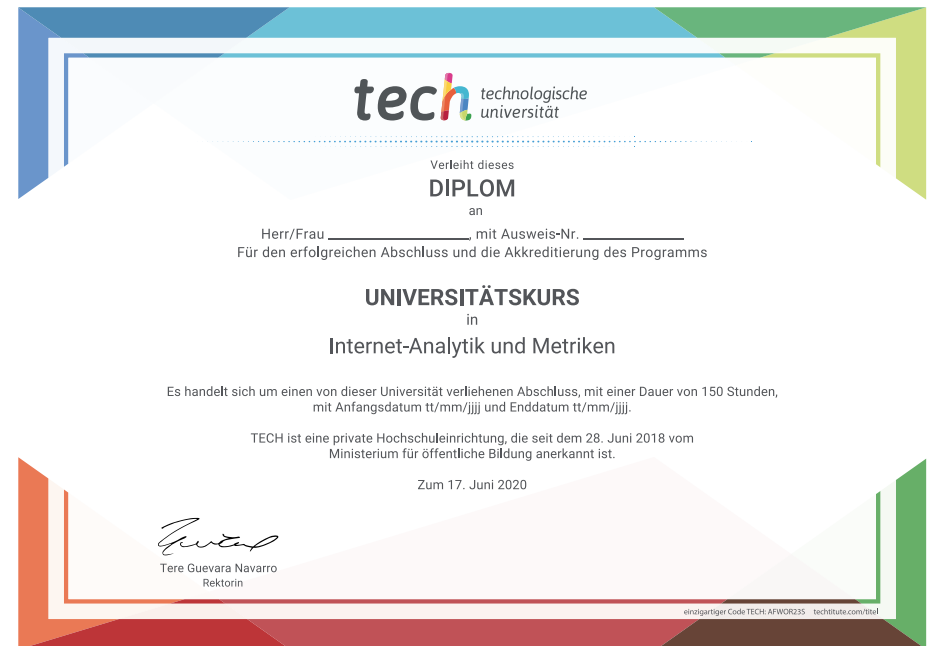 tech technologische
universität
Verleiht dieses
DIPLOM
an
Herr/Frau ____________, mit Ausweis-Nr. ____________
Für den erfolgreichen Abschluss und die Akkreditierung des Programms
UNIVERSITÄTSKURS
in
Internet-Analytik und Metriken
Es handelt sich um einen von dieser Universität verliehenen Abschluss, mit einer Dauer von 150 Stunden,
mit Anfangsdatum tt/mm/jjjj und Enddatum tt/mm/jjjj.
TECH ist eine private Hochschuleinrichtung, die seit dem 28. Juni 2018 vom
Ministerium für öffentliche Bildung anerkannt ist.
Zum 17. Juni 2020
Tere Guevara Navarro
Rektorin
einzigartiger Code TECH: AFWOR23S techtitute.com/titel